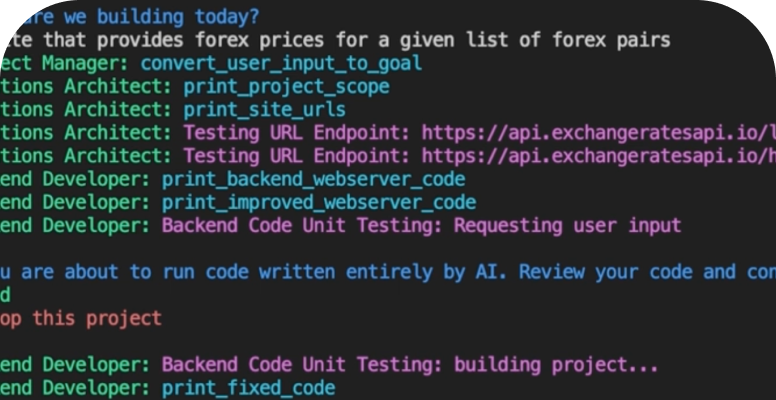 are we building today?
te that provides forex prices for a given list of forex pairs
ect Manager: convert_user_input_to_goal
tions Architect: print_project_scope
tions Architect: print_site_urls
tions Architect: Testing URL Endpoint: https://api.exchangeratesapi.io/l
tions Architect: Testing URL Endpoint: https://api.exchangeratesapi.io/h
end Developer: print_backend_webserver_code
end Developer: print_improved_webserver_code
end Developer: Backend Code Unit Testing: Requesting user input
u are about to run code written entirely by AI. Review your code and con
d
op this project
end Developer: Backend Code Unit Testing: building project...
end Developer: print_fixed_code